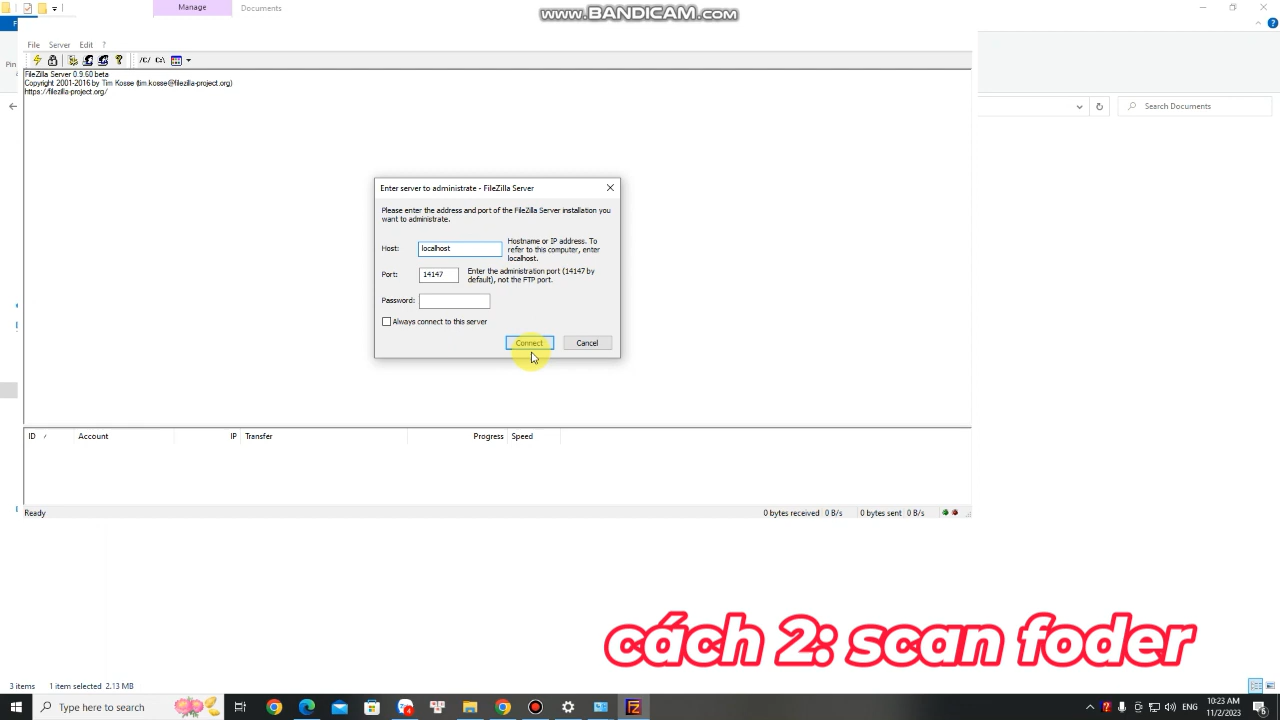 Manage
Documents
www.BANDICAM.com
File Server Edit ?
/C/ C:\
FileZilla Server 0.9.60 beta
Copyright 2001-2016 by Tim Kosse (tim.kosse@filezilla-project.org)
https://filezilla-project.org/
Search Documents
Enter server to administrate - FileZilla Server
Please enter the address and port of the FileZilla Server installation you
want to administrate.
Host: localhost
Hostname or IP address. To
refer to this computer, enter
localhost.
Port: 14147
Enter the administration port (14147 by
default), not the FTP port.
Password:
Always connect to this server
Connect Cancel
ID / Account IP Transfer Progress Speed
Ready 0 bytes received 0 B/s 0 bytes sent 0 B/s
cách 2: scan foder
3 items 1 item selected 2.13 MB
Type here to search
ENG
10:23 AM
11/2/2023